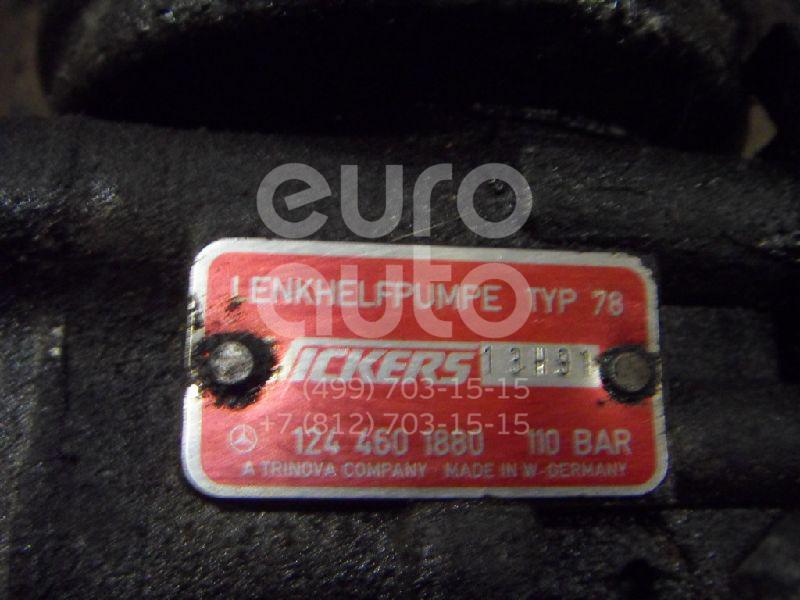 euro
auto
LENKHELFPUMPE TYP 78
VICKERS 13H91
(499) 703-15-15
+7 (812) 703-15-15
124 460 1880 110 BAR
A TRINOVA COMPANY MADE IN W-GERMANY